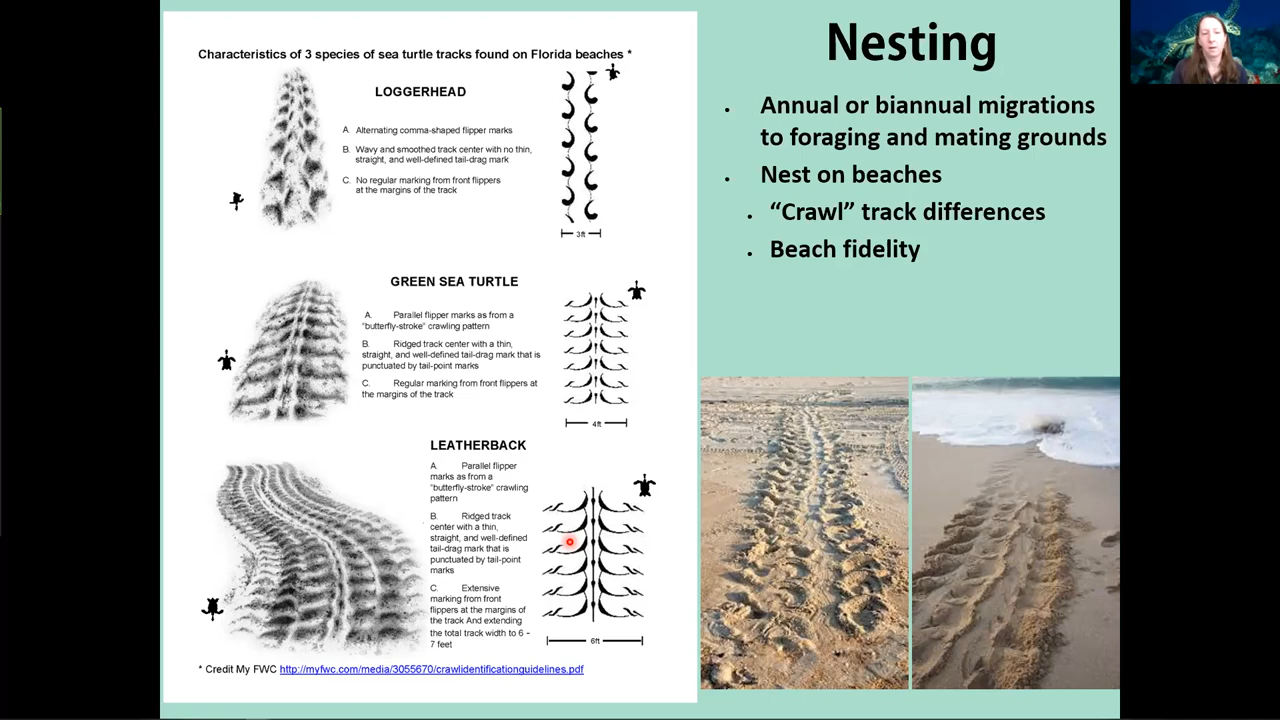 Characteristics of 3 species of sea turtle tracks found on Florida beaches *
LOGGERHEAD
A. Alternating comma-shaped flipper marks
B. Wavy and smoothed track center with no thin,
straight, and well-defined tail-drag mark
C. No regular marking from front flippers
at the margins of the track
3ft
GREEN SEA TURTLE
A. Parallel flipper marks as from a
"butterfly-stroke" crawling pattern
B. Ridged track center with a thin,
straight, and well-defined tail-drag mark that is
punctuated by tail-point marks
C. Regular marking from front flippers at
the margins of the track
4ft
LEATHERBACK
A. Parallel flipper
marks as from a
"butterfly-stroke" crawling
pattern
B. Ridged track
center with a thin,
straight, and well-defined
tail-drag mark that is
punctuated by tail-point
marks
C. Extensive
marking from front
flippers at the margins of
the track And extending
the total track width to 6 -
7 feet
6ft
* Credit My FWC http://myfwc.com/media/3055670/crawlidentificationguidelines.pdf
Nesting
• Annual or biannual migrations
to foraging and mating grounds
• Nest on beaches
• “Crawl” track differences
• Beach fidelity